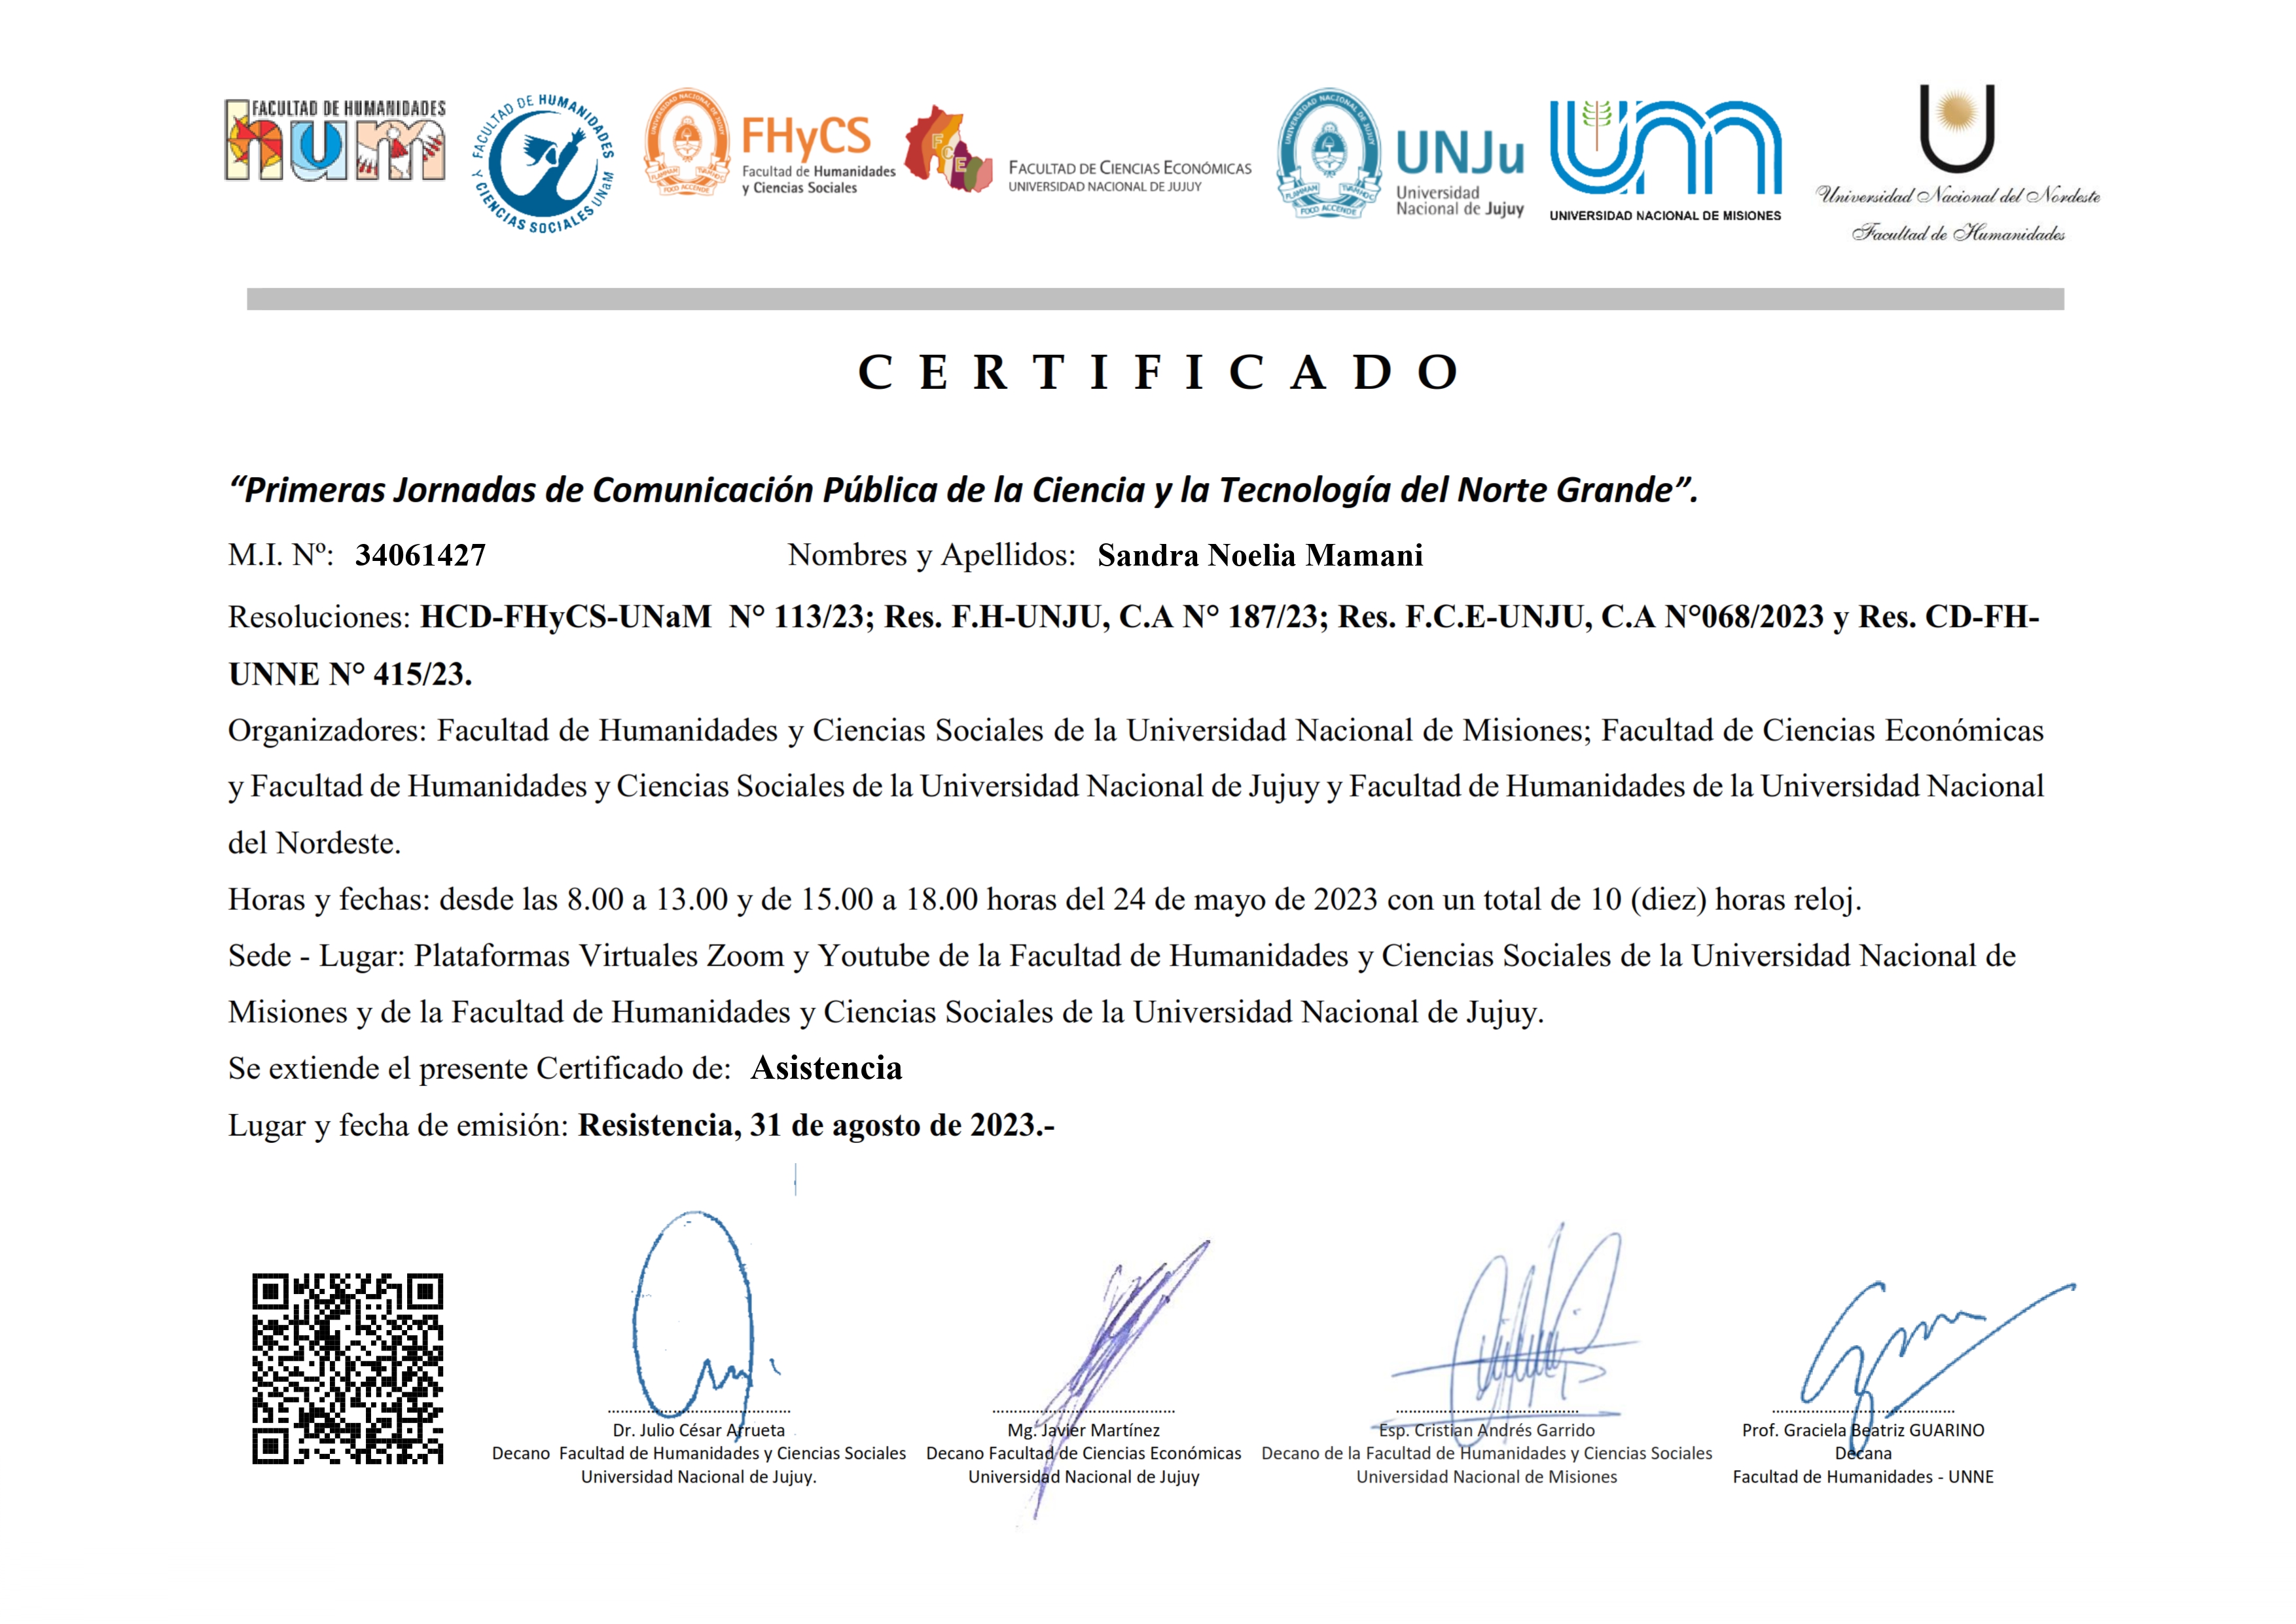 FACULTAD DE HUMANIDADES
hum
FACULTAD DE HUMANIDADES Y CIENCIAS SOCIALES UNaM
UNIVERSIDAD NACIONAL DE JUJUY
FHyCS
Facultad de Humanidades
y Ciencias Sociales
FCE
FACULTAD DE CIENCIAS ECONÓMICAS
UNIVERSIDAD NACIONAL DE JUJUY
UNIVERSIDAD NACIONAL DE JUJUY
UNJu
Universidad
Nacional de Jujuy
UNIVERSIDAD NACIONAL DE MISIONES
Universidad Nacional del Nordeste
Facultad de Humanidades
CERTIFICADO
“Primeras Jornadas de Comunicación Pública de la Ciencia y la Tecnología del Norte Grande”.
M.I. Nº: 34061427 Nombres y Apellidos: Sandra Noelia Mamani
Resoluciones: HCD-FHyCS-UNaM N° 113/23; Res. F.H-UNJU, C.A N° 187/23; Res. F.C.E-UNJU, C.A N°068/2023 y Res. CD-FH-
UNNE N° 415/23.
Organizadores: Facultad de Humanidades y Ciencias Sociales de la Universidad Nacional de Misiones; Facultad de Ciencias Económicas
y Facultad de Humanidades y Ciencias Sociales de la Universidad Nacional de Jujuy y Facultad de Humanidades de la Universidad Nacional
del Nordeste.
Horas y fechas: desde las 8.00 a 13.00 y de 15.00 a 18.00 horas del 24 de mayo de 2023 con un total de 10 (diez) horas reloj.
Sede - Lugar: Plataformas Virtuales Zoom y Youtube de la Facultad de Humanidades y Ciencias Sociales de la Universidad Nacional de
Misiones y de la Facultad de Humanidades y Ciencias Sociales de la Universidad Nacional de Jujuy.
Se extiende el presente Certificado de: Asistencia
Lugar y fecha de emisión: Resistencia, 31 de agosto de 2023.-
Dr. Julio César Arrueta
Decano Facultad de Humanidades y Ciencias Sociales
Universidad Nacional de Jujuy.
Mg. Javier Martínez
Decano Facultad de Ciencias Económicas
Universidad Nacional de Jujuy
Esp. Cristian Andrés Garrido
Decano de la Facultad de Humanidades y Ciencias Sociales
Universidad Nacional de Misiones
Prof. Graciela Beatriz GUARINO
Decana
Facultad de Humanidades - UNNE